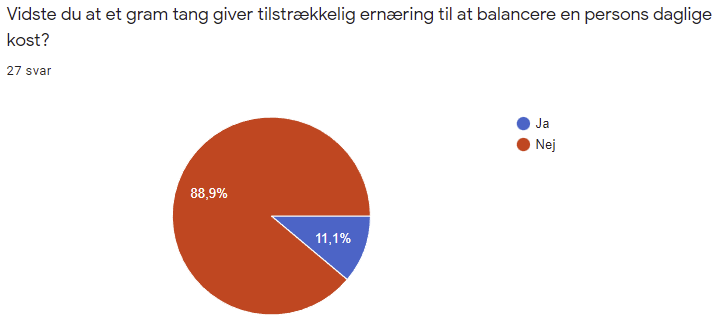 Vidste du at et gram tang giver tilstrækkelig ernæring til at balancere en persons daglige
kost?
27 svar
Ja
Nej
88,9%
11,1%